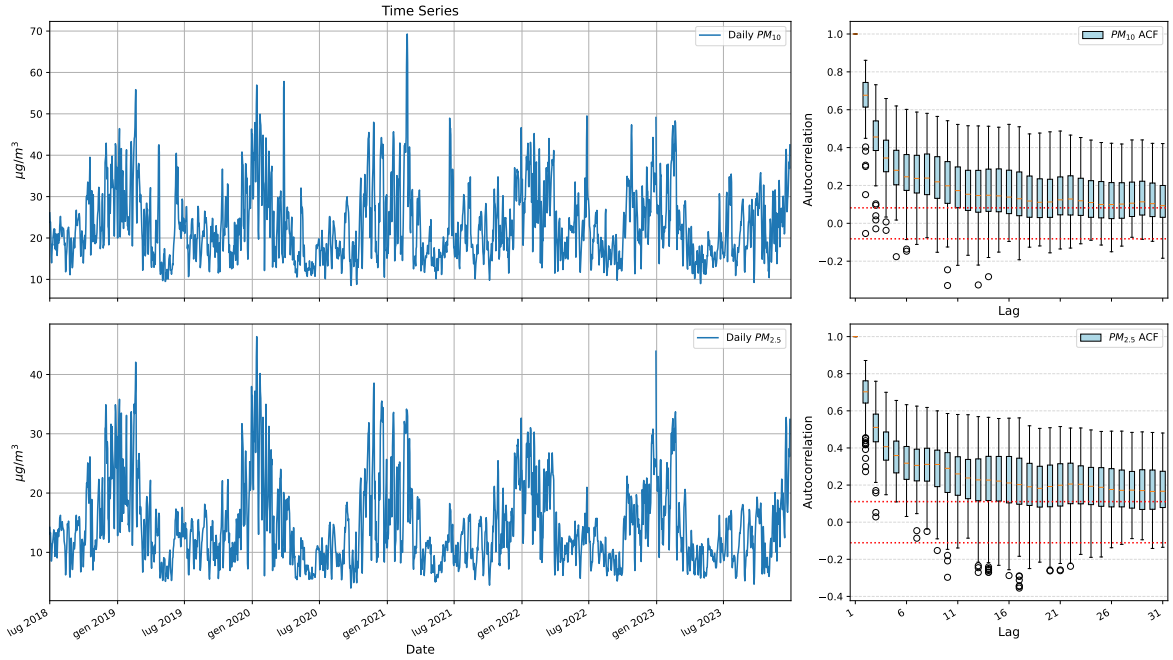 Time Series
70
60
50
40
30
20
10
μg/m³
Daily PM₁₀
1.0
0.8
0.6
0.4
0.2
0.0
−0.2
Autocorrelation
PM₁₀ ACF
Lag
40
30
20
10
μg/m³
Daily PM₂.₅
lug 2018
gen 2019
lug 2019
gen 2020
lug 2020
gen 2021
lug 2021
gen 2022
lug 2022
gen 2023
lug 2023
Date
1.0
0.8
0.6
0.4
0.2
0.0
−0.2
−0.4
Autocorrelation
PM₂.₅ ACF
1
6
11
16
21
26
31
Lag